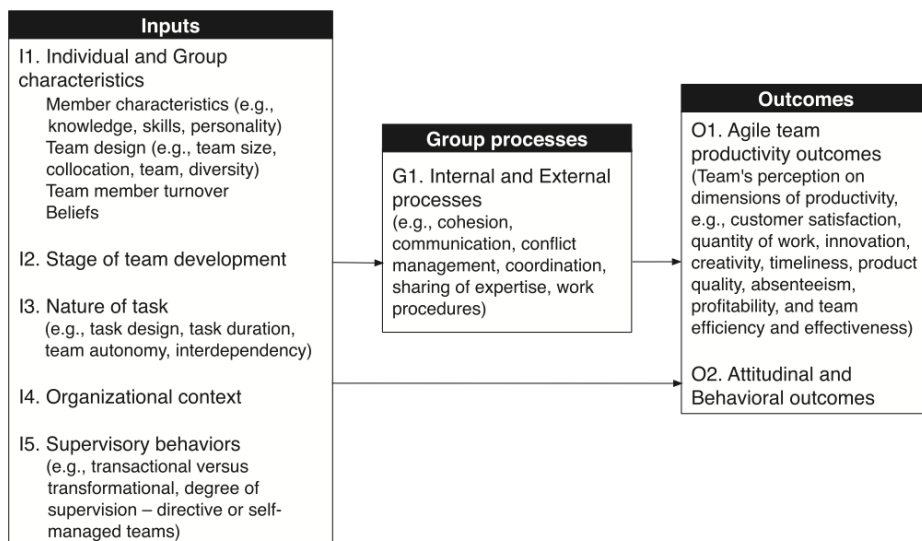 Inputs
I1. Individual and Group
characteristics
Member characteristics (e.g.,
knowledge, skills, personality)
Team design (e.g., team size,
collocation, team, diversity)
Team member turnover
Beliefs
I2. Stage of team development
I3. Nature of task
(e.g., task design, task duration,
team autonomy, interdependency)
I4. Organizational context
I5. Supervisory behaviors
(e.g., transactional versus
transformational, degree of
supervision – directive or self-
managed teams)
Group processes
G1. Internal and External
processes
(e.g., cohesion,
communication, conflict
management, coordination,
sharing of expertise, work
procedures)
Outcomes
O1. Agile team
productivity outcomes
(Team's perception on
dimensions of productivity,
e.g., customer satisfaction,
quantity of work, innovation,
creativity, timeliness, product
quality, absenteeism,
profitability, and team
efficiency and effectiveness)
O2. Attitudinal and
Behavioral outcomes